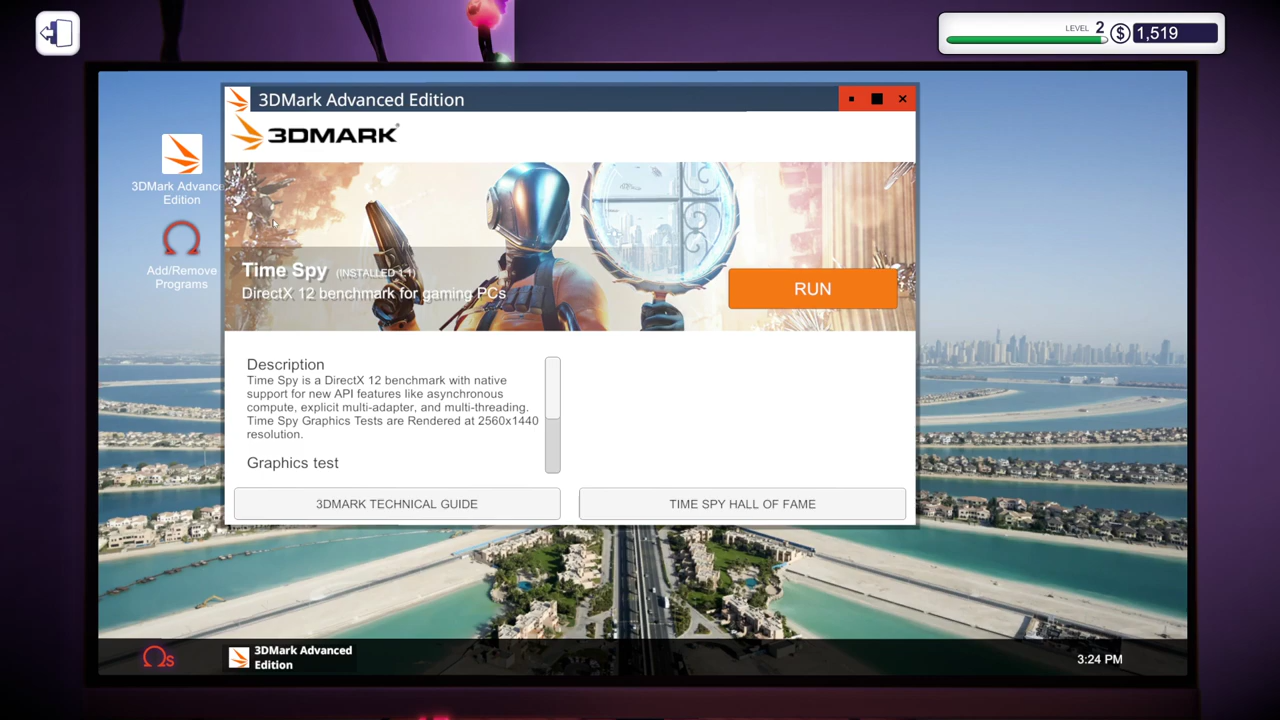 LEVEL 2 $ 1,519
3DMark Advanced Edition
3DMARK
3DMark Advance
Edition
Add/Remove
Programs
Time Spy (INSTALLED 1.1)
DirectX 12 benchmark for gaming PCs
RUN
Description
Time Spy is a DirectX 12 benchmark with native
support for new API features like asynchronous
compute, explicit multi-adapter, and multi-threading.
Time Spy Graphics Tests are Rendered at 2560x1440
resolution.
Graphics test
3DMARK TECHNICAL GUIDE
TIME SPY HALL OF FAME
Ωs
3DMark Advanced
Edition
3:24 PM